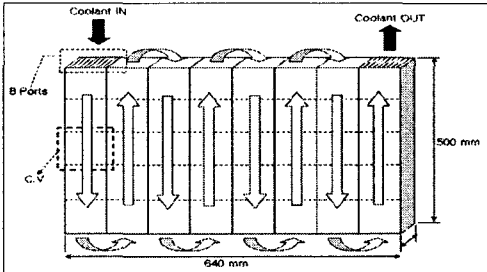 Coolant IN
Coolant OUT
8 Ports
C.V
500 mm
640 mm